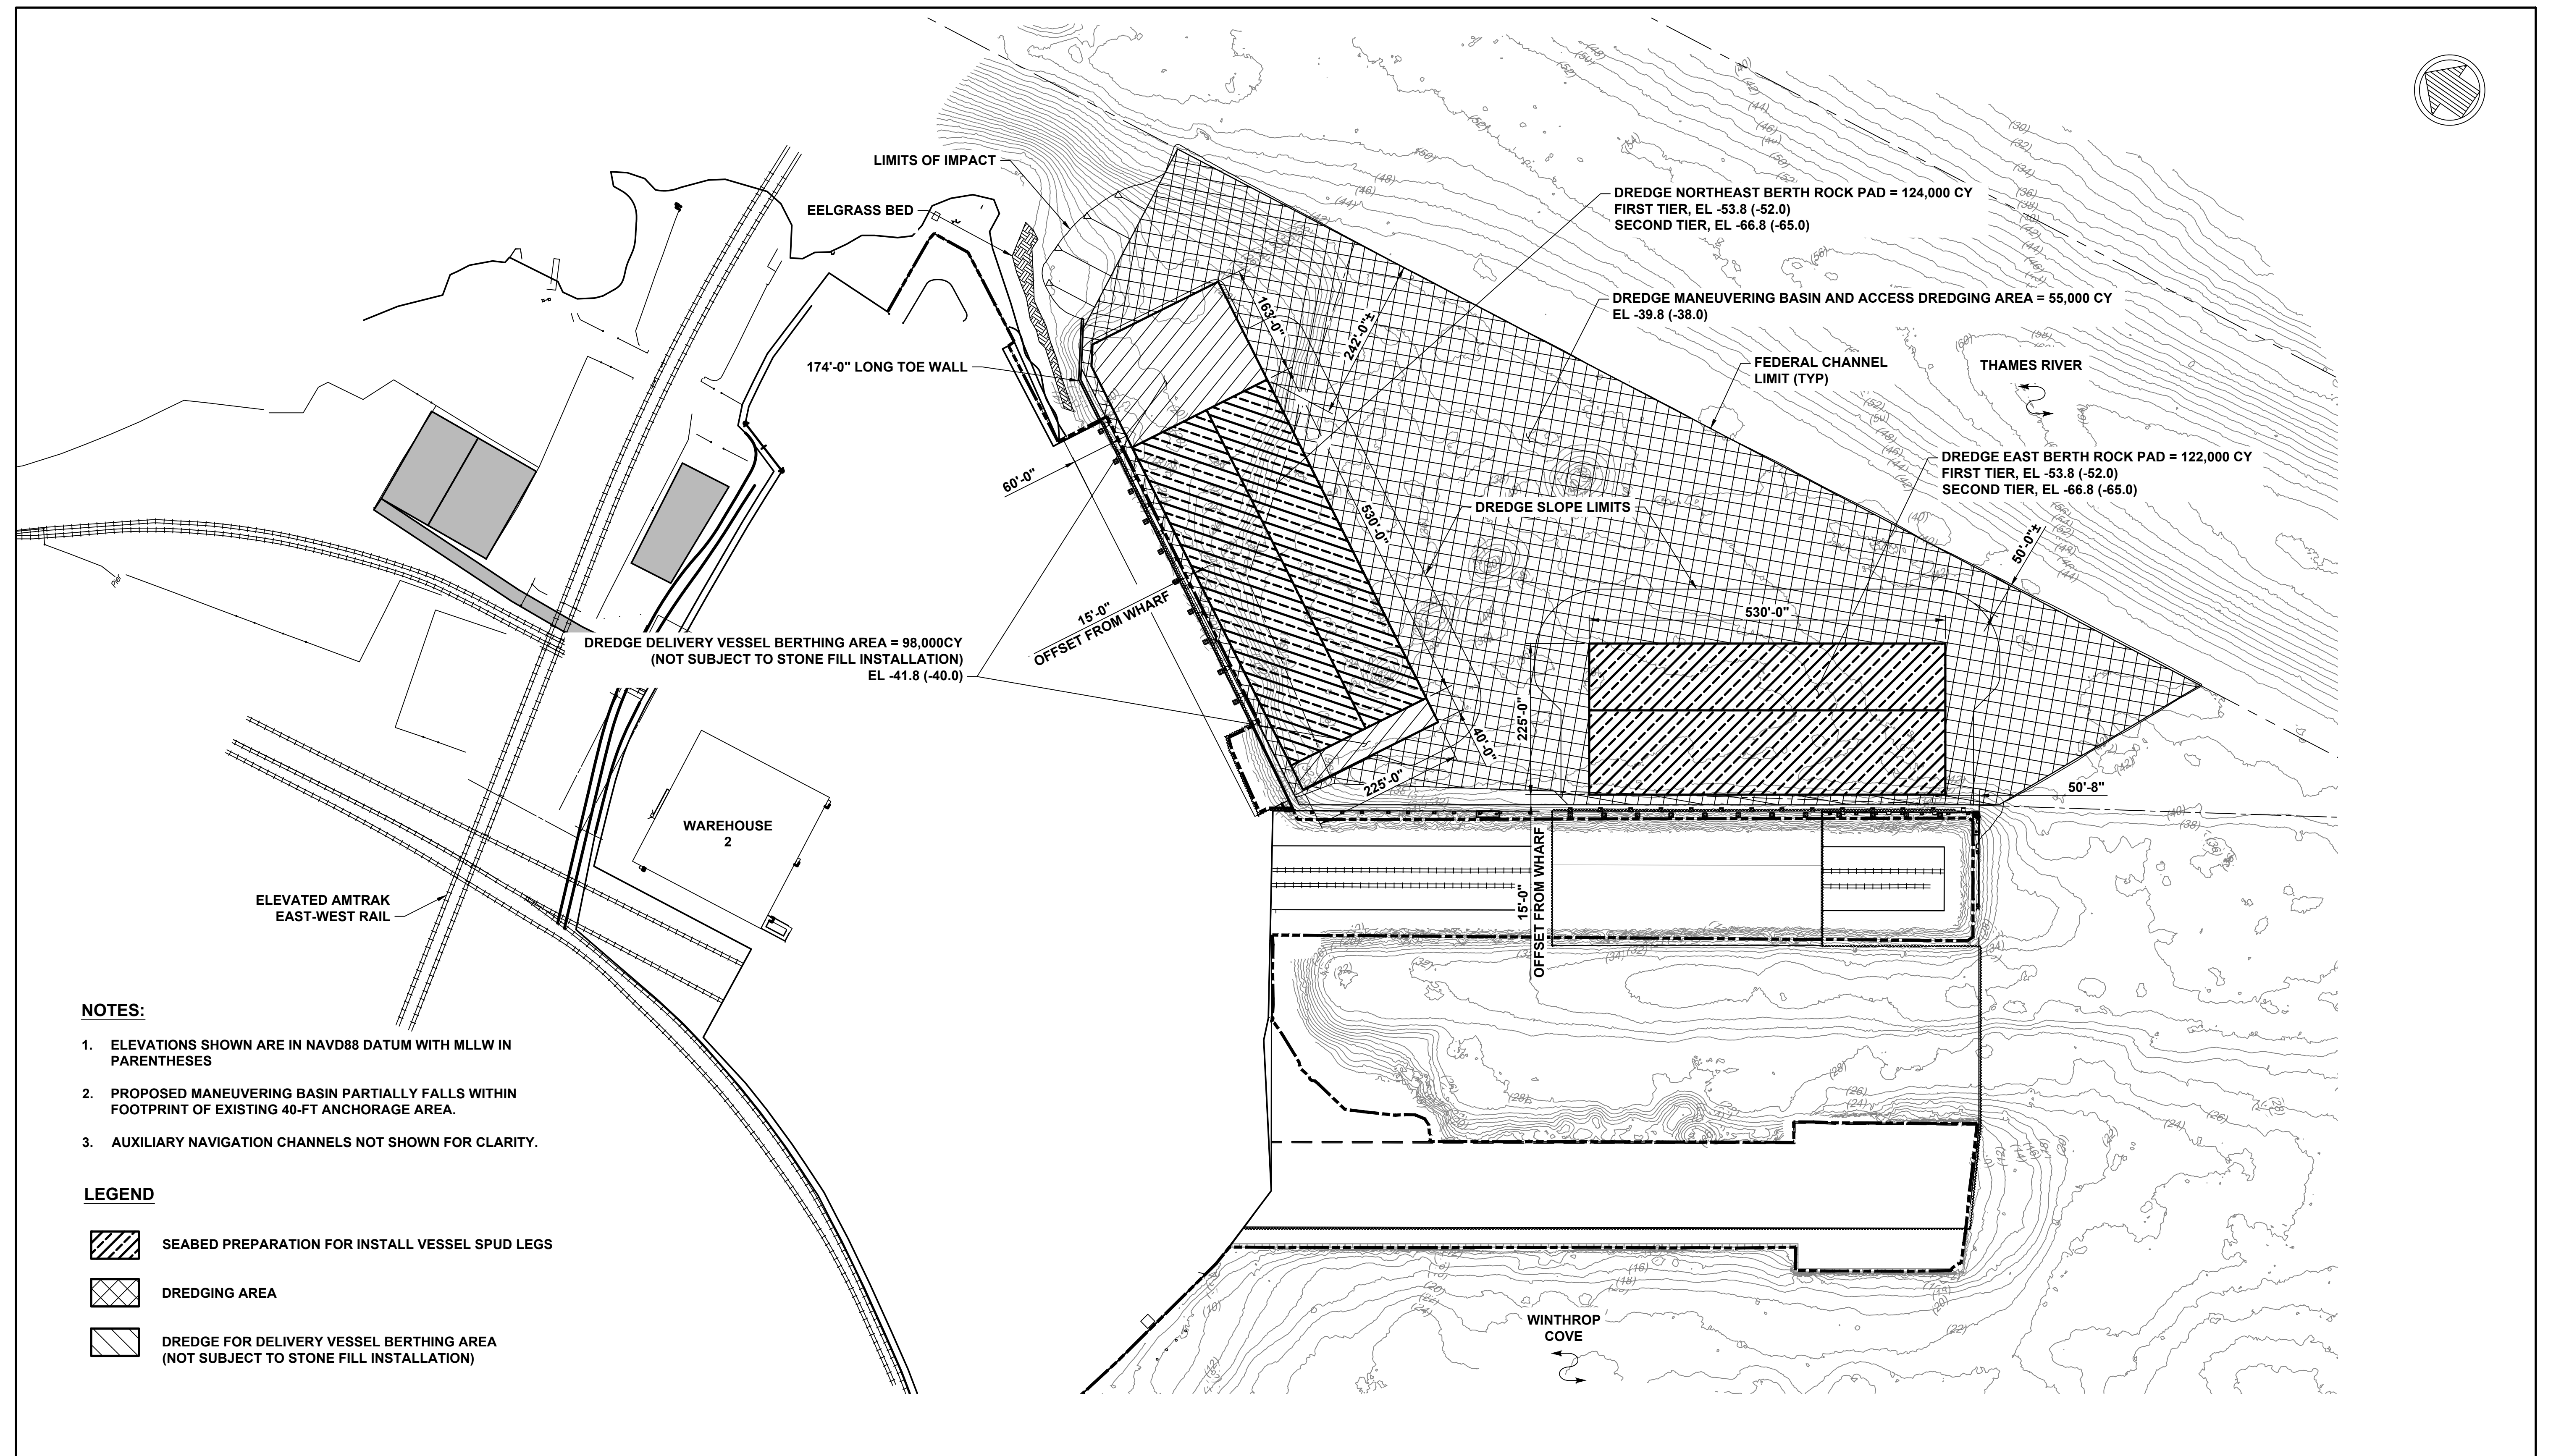 LIMITS OF IMPACT
EELGRASS BED
DREDGE NORTHEAST BERTH ROCK PAD = 124,000 CY
FIRST TIER, EL -53.8 (-52.0)
SECOND TIER, EL -66.8 (-65.0)
163'-0"
242'-0"±
DREDGE MANEUVERING BASIN AND ACCESS DREDGING AREA = 55,000 CY
EL -39.8 (-38.0)
174'-0" LONG TOE WALL
FEDERAL CHANNEL
LIMIT (TYP)
THAMES RIVER
DREDGE EAST BERTH ROCK PAD = 122,000 CY
FIRST TIER, EL -53.8 (-52.0)
SECOND TIER, EL -66.8 (-65.0)
60'-0"
530'-0"
DREDGE SLOPE LIMITS
50'-0"±
Pier
15'-0"
OFFSET FROM WHARF
530'-0"
DREDGE DELIVERY VESSEL BERTHING AREA = 98,000CY
(NOT SUBJECT TO STONE FILL INSTALLATION)
EL -41.8 (-40.0)
225'-0"
40'-0"
225'-0"
50'-8"
WAREHOUSE
2
15'-0"
OFFSET FROM WHARF
ELEVATED AMTRAK
EAST-WEST RAIL
NOTES:
1. ELEVATIONS SHOWN ARE IN NAVD88 DATUM WITH MLLW IN
PARENTHESES
2. PROPOSED MANEUVERING BASIN PARTIALLY FALLS WITHIN
FOOTPRINT OF EXISTING 40-FT ANCHORAGE AREA.
3. AUXILIARY NAVIGATION CHANNELS NOT SHOWN FOR CLARITY.
LEGEND
SEABED PREPARATION FOR INSTALL VESSEL SPUD LEGS
DREDGING AREA
DREDGE FOR DELIVERY VESSEL BERTHING AREA
(NOT SUBJECT TO STONE FILL INSTALLATION)
WINTHROP
COVE